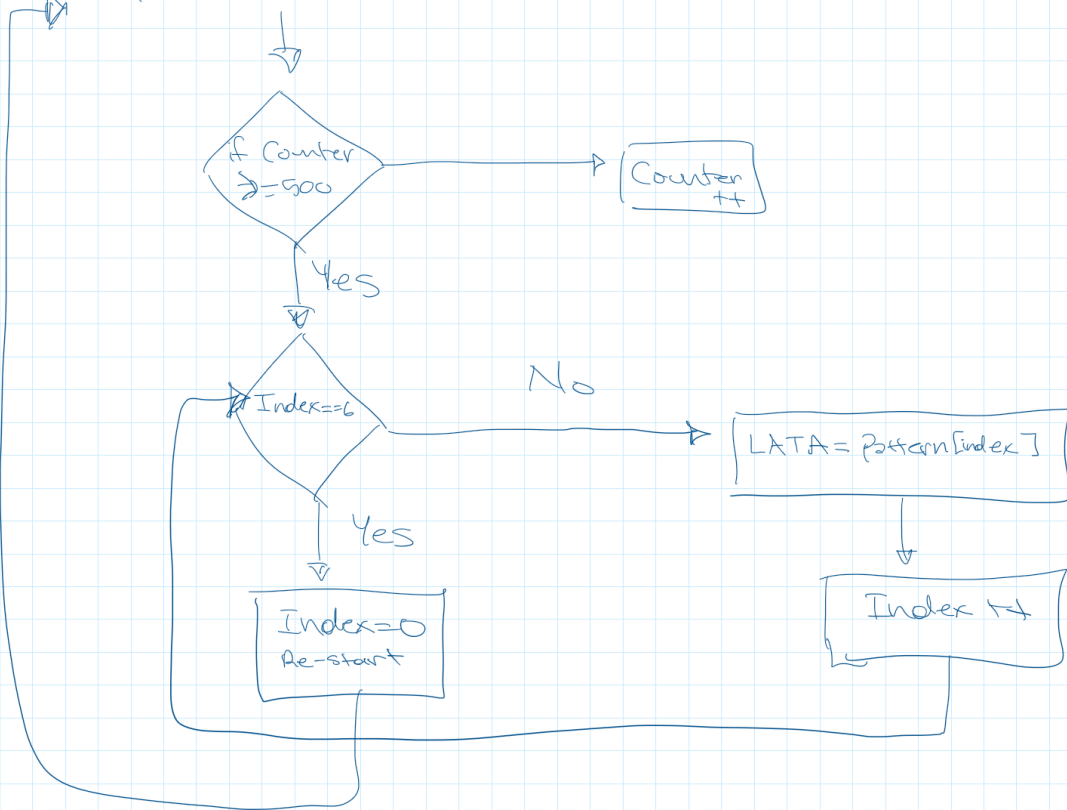 if Counter
>=500
Counter
++
Yes
Index==6
No
LATA= Pattern[index]
Yes
Index=0
Re-start
Index ++